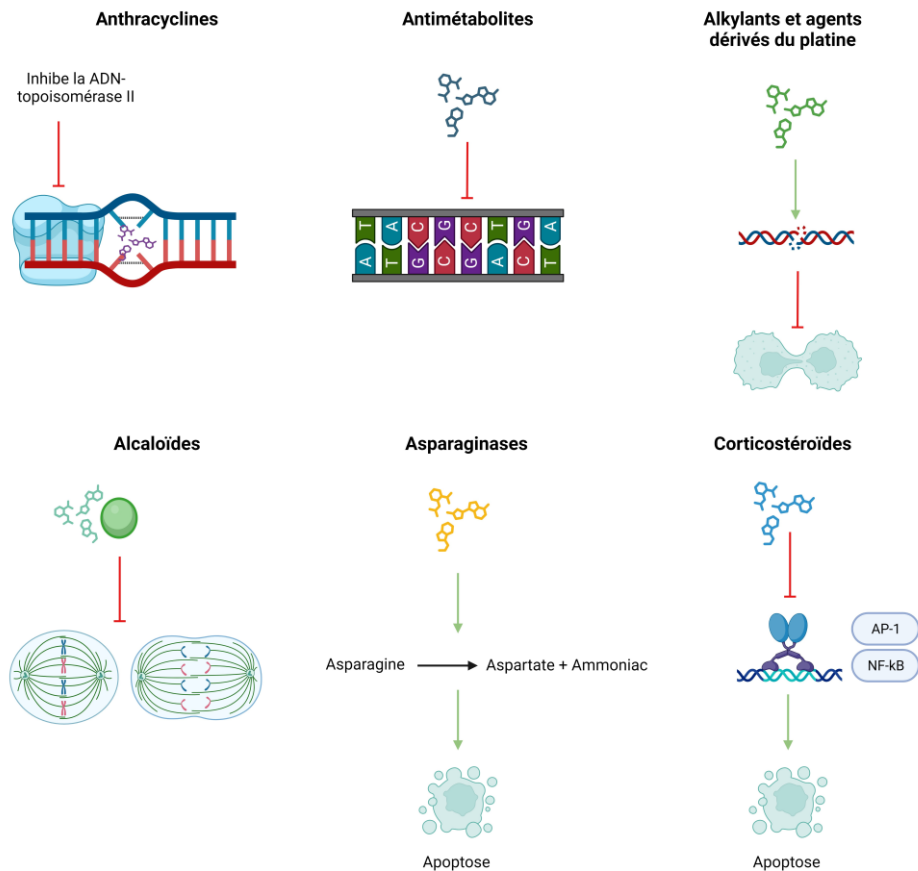 Anthracyclines
Inhibe la ADN-
topoisomérase II
Antimétabolites
T A C G C T G A
A T G C G A C T
Alkylants et agents
dérivés du platine
Alcaloïdes
Asparaginases
Asparagine
Aspartate + Ammoniac
Apoptose
Corticostéroïdes
AP-1
NF-kB
Apoptose